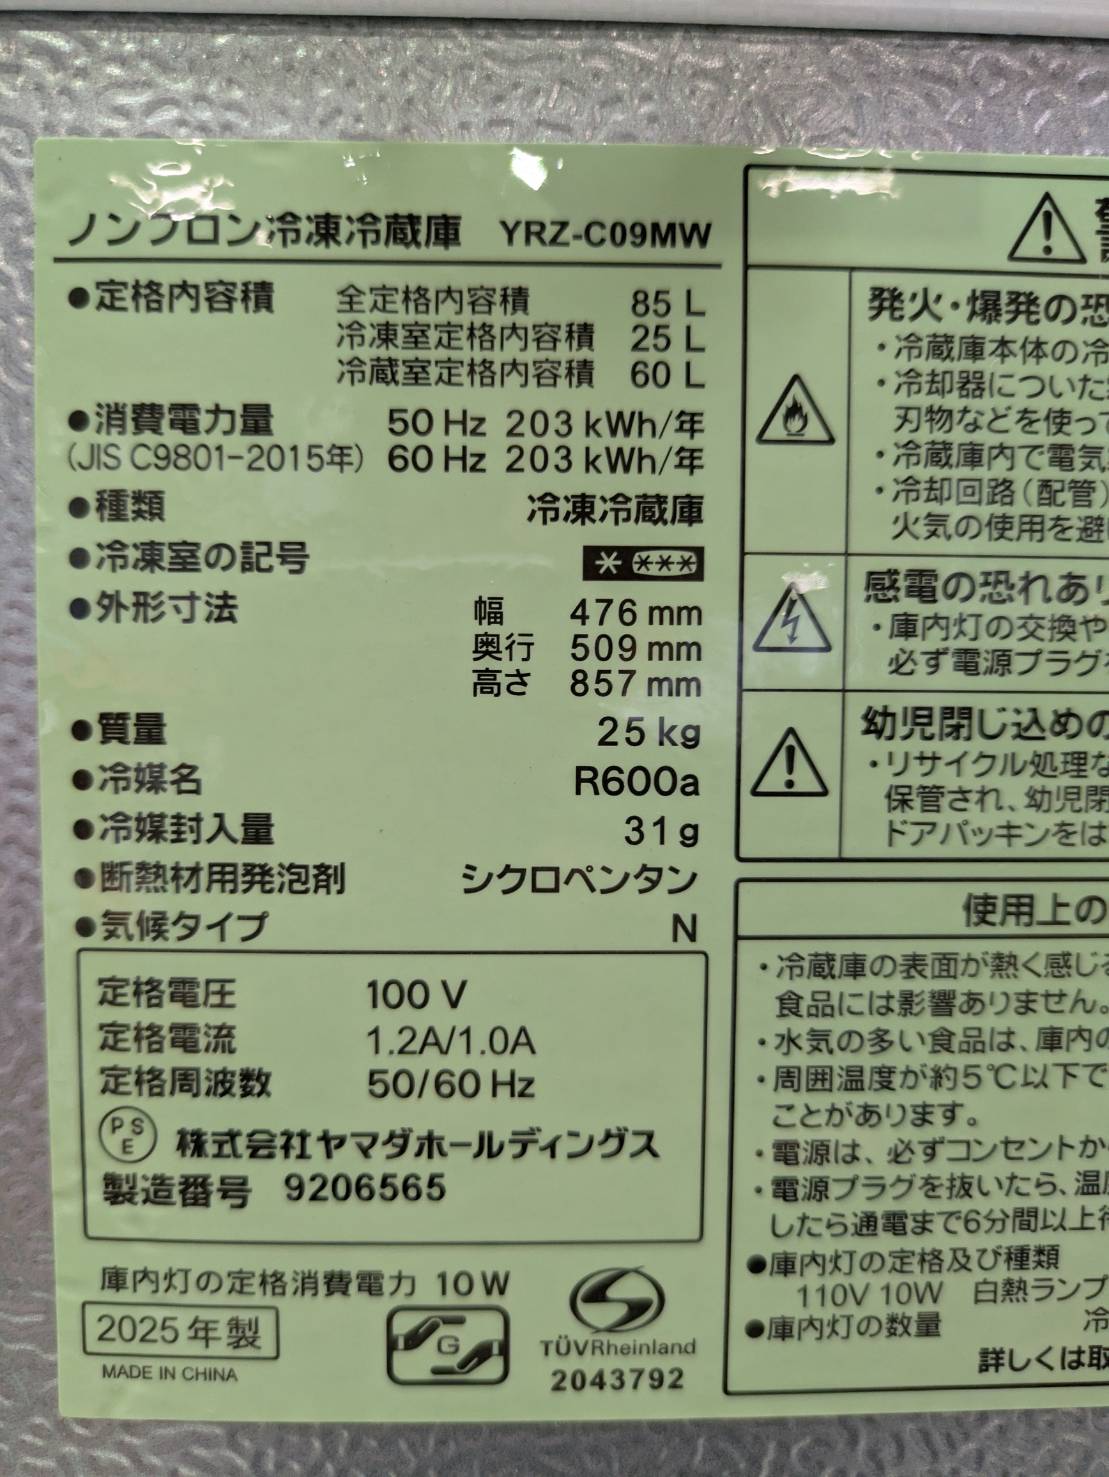 ノンフロン冷凍冷蔵庫 YRZ-C09MW
●定格内容積 全定格内容積 85 L
冷凍室定格内容積 25 L
冷蔵室定格内容積 60 L
●消費電力量 50 Hz 203 kWh/年
(JIS C9801-2015年) 60 Hz 203 kWh/年
●種類 冷凍冷蔵庫
●冷凍室の記号 * ***
●外形寸法 幅 476 mm
奥行 509 mm
高さ 857 mm
●質量 25 kg
●冷媒名 R600a
●冷媒封入量 31 g
●断熱材用発泡剤 シクロペンタン
●気候タイプ N
定格電圧 100 V
定格電流 1.2A/1.0A
定格周波数 50/60 Hz
PSE 株式会社ヤマダホールディングス
製造番号 9206565
庫内灯の定格消費電力 10 W
2025年製
MADE IN CHINA
G
TÜVRheinland
2043792
発火・爆発の恐
・冷蔵庫本体の冷
・冷却器についた
刃物などを使って
・冷蔵庫内で電気
・冷却回路(配管)
火気の使用を避
感電の恐れあり
・庫内灯の交換や
必ず電源プラグを
幼児閉じ込めの
・リサイクル処理な
保管され、幼児閉
ドアパッキンをは
使用上の
・冷蔵庫の表面が熱く感じる
食品には影響ありません。
・水気の多い食品は、庫内の
・周囲温度が約5℃以下で
ことがあります。
・電源は、必ずコンセントか
・電源プラグを抜いたら、温
したら通電まで6分間以上待
●庫内灯の定格及び種類
110V 10W 白熱ランプ
●庫内灯の数量 冷
詳しくは取